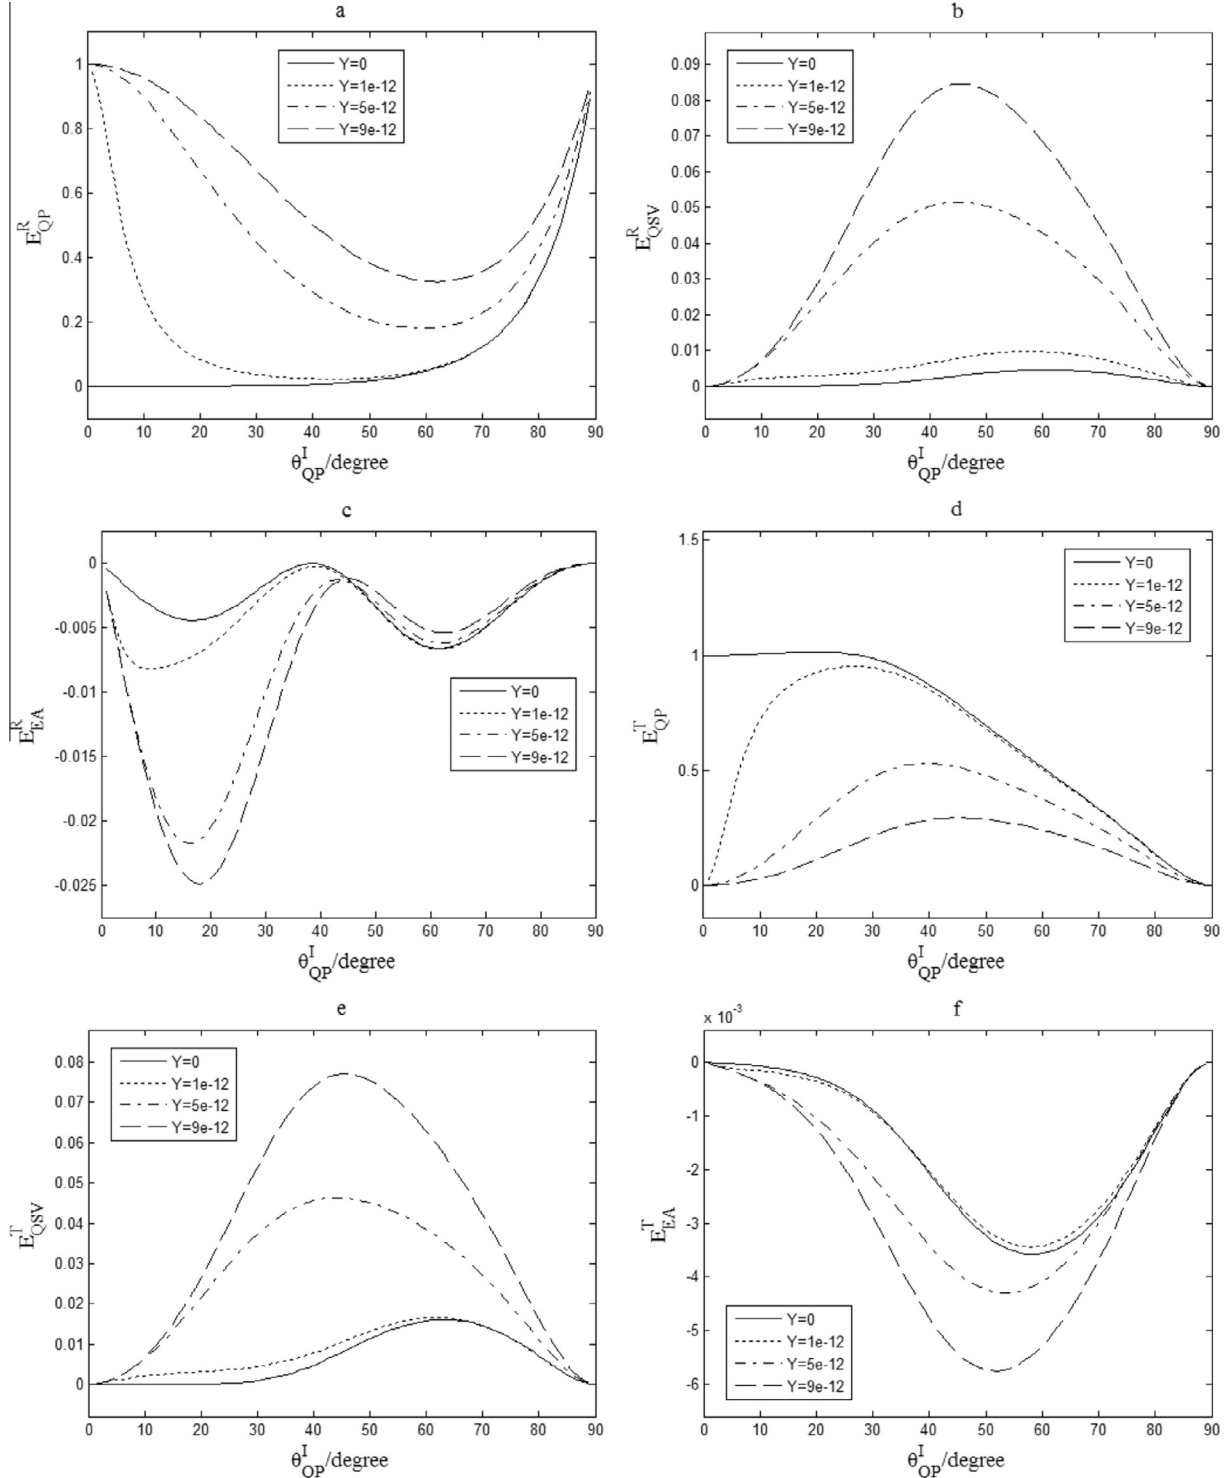 a
1
0.8
0.6
0.4
0.2
0
0 10 20 30 40 50 60 70 80 90
E^R_QP
θ^I_QP/degree
Y=0
Y=1e-12
Y=5e-12
Y=9e-12
b
0.09
0.08
0.07
0.06
0.05
0.04
0.03
0.02
0.01
0
0 10 20 30 40 50 60 70 80 90
E^R_QSV
θ^I_QP/degree
Y=0
Y=1e-12
Y=5e-12
Y=9e-12
c
0
-0.005
-0.01
-0.015
-0.02
-0.025
10 20 30 40 50 60 70 80 90
E^R_EA
θ^I_QP/degree
Y=0
Y=1e-12
Y=5e-12
Y=9e-12
d
1.5
1
0.5
0
0 10 20 30 40 50 60 70 80 90
E^T_QP
θ^I_QP/degree
Y=0
Y=1e-12
Y=5e-12
Y=9e-12
e
0.08
0.07
0.06
0.05
0.04
0.03
0.02
0.01
0
0 10 20 30 40 50 60 70 80 90
E^T_QSV
θ^I_QP/degree
Y=0
Y=1e-12
Y=5e-12
Y=9e-12
f
x 10^-3
0
-1
-2
-3
-4
-5
-6
0 10 20 30 40 50 60 70 80 90
E^T_EA
θ^I_QP/degree
Y=0
Y=1e-12
Y=5e-12
Y=9e-12